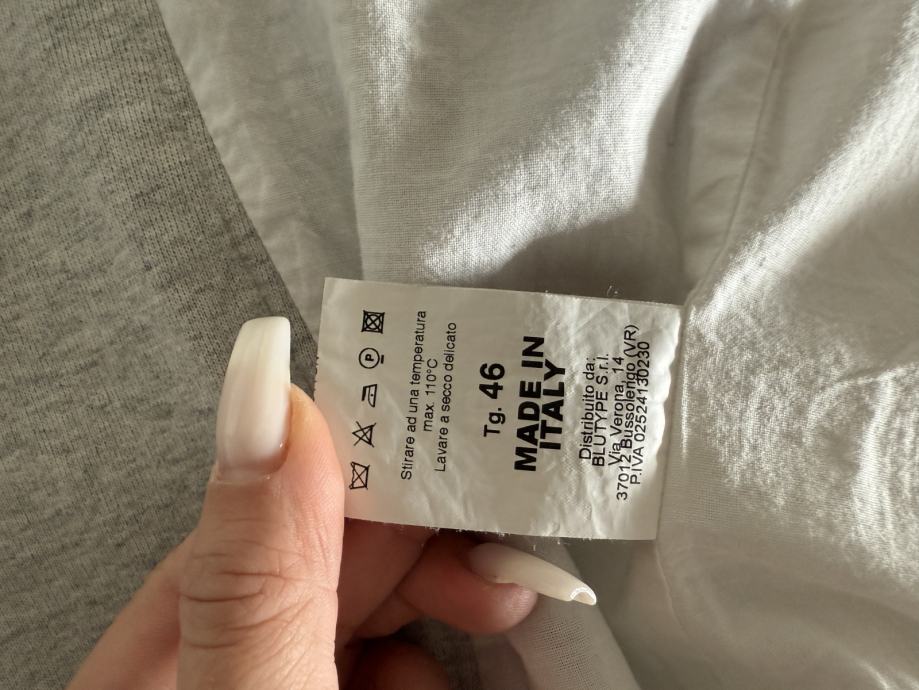 P
Stirare ad una temperatura
max. 110°C
Lavare a secco delicato
Tg. 46
MADE IN
ITALY
Distribuito da:
BLUTYPE S.r.l.
Via Verona, 14
37012 Bussolengo (VR)
P.IVA 02524130230